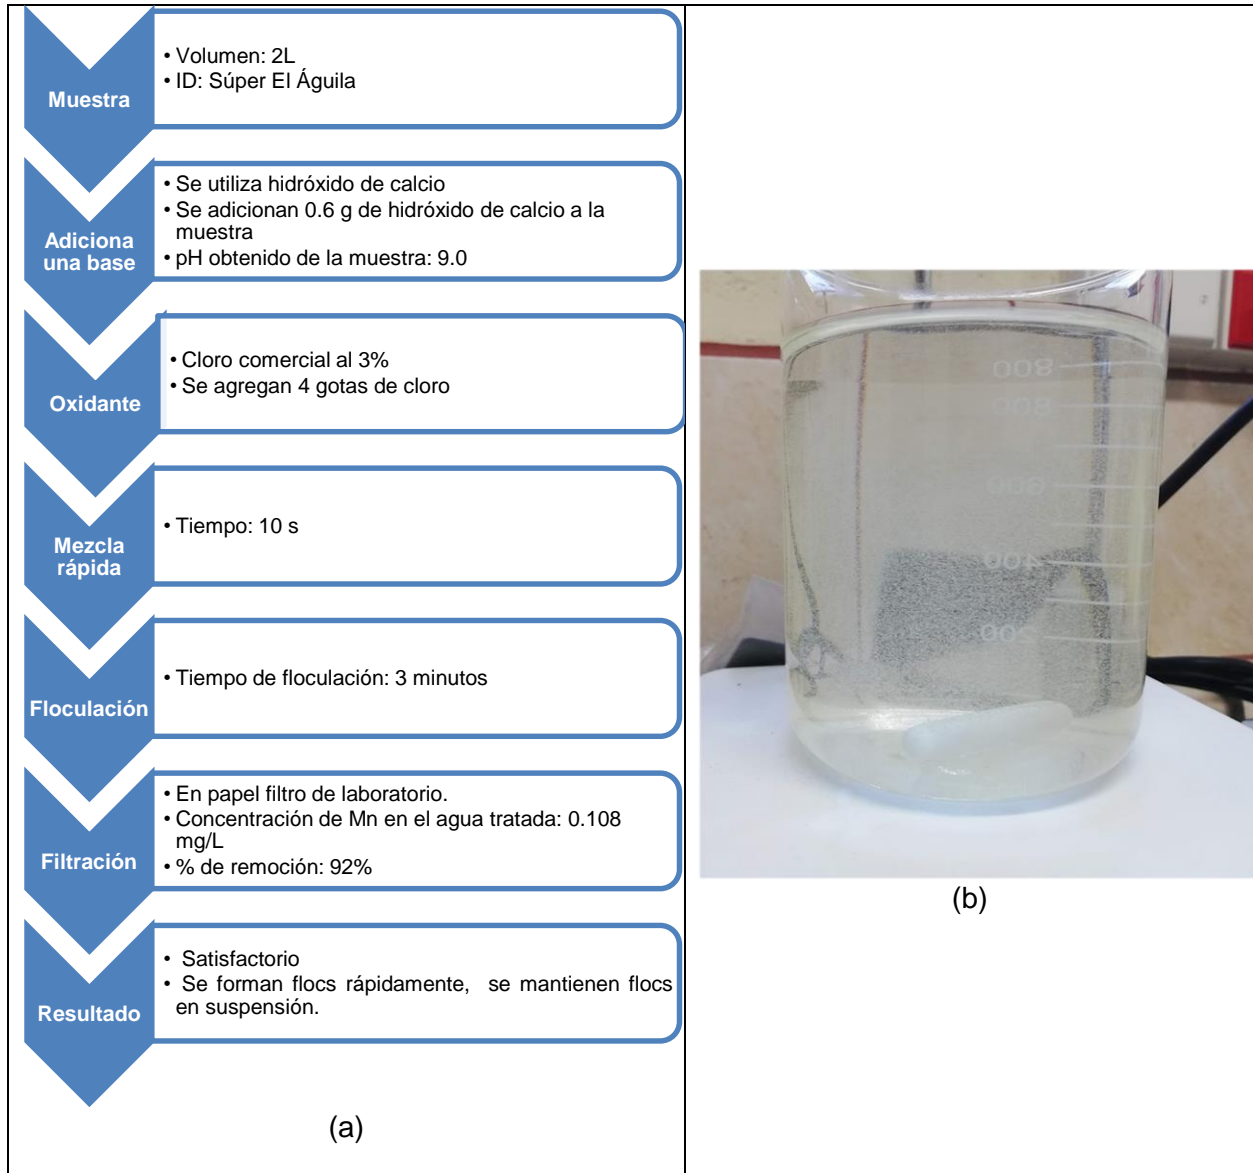 Muestra
• Volumen: 2L
• ID: Súper El Águila
Adiciona
una base
• Se utiliza hidróxido de calcio
• Se adicionan 0.6 g de hidróxido de calcio a la
muestra
• pH obtenido de la muestra: 9.0
Oxidante
• Cloro comercial al 3%
• Se agregan 4 gotas de cloro
Mezcla
rápida
• Tiempo: 10 s
Floculación
• Tiempo de floculación: 3 minutos
Filtración
• En papel filtro de laboratorio.
• Concentración de Mn en el agua tratada: 0.108
mg/L
• % de remoción: 92%
Resultado
• Satisfactorio
• Se forman flocs rápidamente, se mantienen flocs
en suspensión.
(a)
400
200
(b)